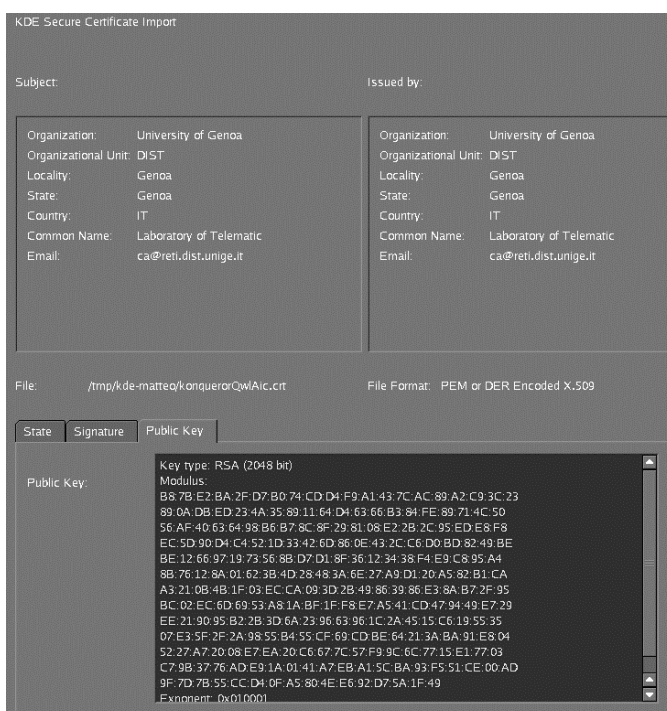 KDE Secure Certificate Import
Subject:
Issued by:
Organization: University of Genoa
Organizational Unit: DIST
Locality: Genoa
State: Genoa
Country: IT
Common Name: Laboratory of Telematic
Email: ca@reti.dist.unige.it
Organization: University of Genoa
Organizational Unit: DIST
Locality: Genoa
State: Genoa
Country: IT
Common Name: Laboratory of Telematic
Email: ca@reti.dist.unige.it
File: /tmp/kde-matteo/konquerorQwlAic.crt
File Format: PEM or DER Encoded X.509
State Signature Public Key
Public Key:
Key type: RSA (2048 bit)
Modulus:
B8:7B:E2:BA:2F:D7:B0:74:CD:D4:F9:A1:43:7C:AC:89:A2:C9:3C:23
89:0A:DB:ED:23:4A:35:89:11:64:D4:63:66:B3:84:FE:89:71:4C:50
56:AF:40:63:64:98:B6:B7:8C:8F:29:81:08:E2:2B:2C:95:ED:E8:F8
EC:5D:90:D4:C4:52:1D:33:42:6D:86:0E:43:2C:C6:D0:BD:82:49:BE
BE:12:66:97:19:73:56:8B:D7:D1:8F:36:12:34:38:F4:E9:C8:95:A4
8B:76:12:8A:01:62:3B:4D:28:48:3A:6E:27:A9:D1:20:A5:82:B1:CA
A3:21:0B:4B:1F:03:EC:CA:09:3D:2B:49:86:39:86:E3:8A:B7:2F:95
BC:02:EC:6D:69:53:A8:1A:BF:1F:F8:E7:A5:41:CD:47:94:49:E7:29
EE:21:90:95:B2:2B:3D:6A:23:96:63:96:1C:2A:45:15:C6:19:55:35
07:E3:5F:2F:2A:98:55:B4:55:CF:69:CD:BE:64:21:3A:BA:91:E8:04
52:27:A7:20:08:E7:EA:20:C6:67:7C:57:F9:9C:6C:77:15:E1:77:03
C7:9B:37:76:AD:E9:1A:01:41:A7:EB:A1:5C:BA:93:F5:51:CE:00:AD
9F:7D:7B:55:CC:D4:0F:A5:80:4E:E6:92:D7:5A:1F:49
Exponent: 0x010001